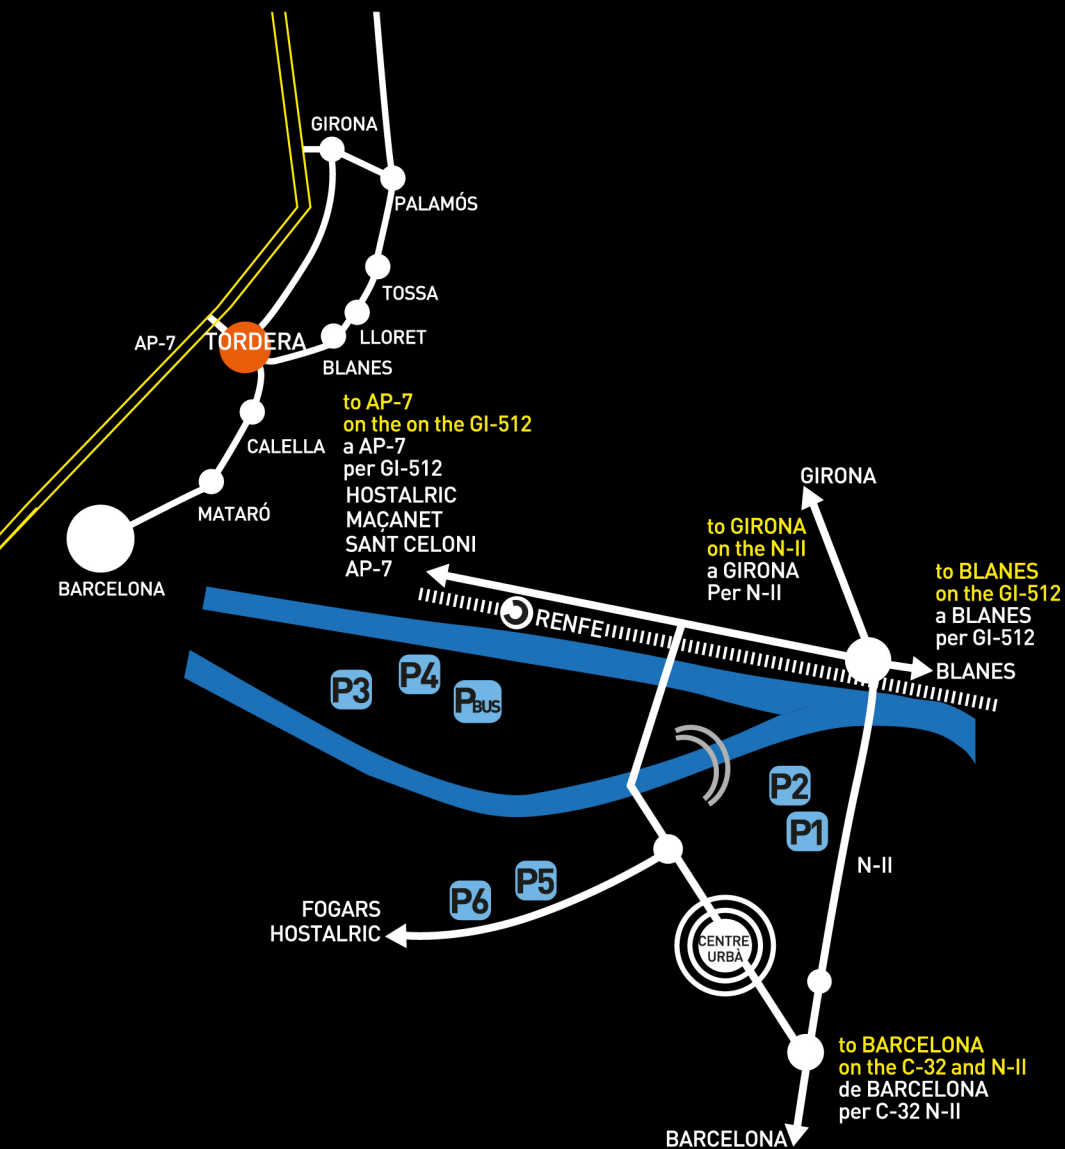 GIRONA
PALAMÓS
TOSSA
LLORET
AP-7
TORDERA
BLANES
CALELLA
MATARÓ
BARCELONA
to AP-7
on the on the GI-512
a AP-7
per GI-512
HOSTALRIC
MAÇANET
SANT CELONI
AP-7
GIRONA
to GIRONA
on the N-II
a GIRONA
Per N-II
to BLANES
on the GI-512
a BLANES
per GI-512
BLANES
RENFE
P3
P4
PBUS
P2
P1
N-II
P5
P6
FOGARS
HOSTALRIC
CENTRE
URBÀ
to BARCELONA
on the C-32 and N-II
de BARCELONA
per C-32 N-II
BARCELONA